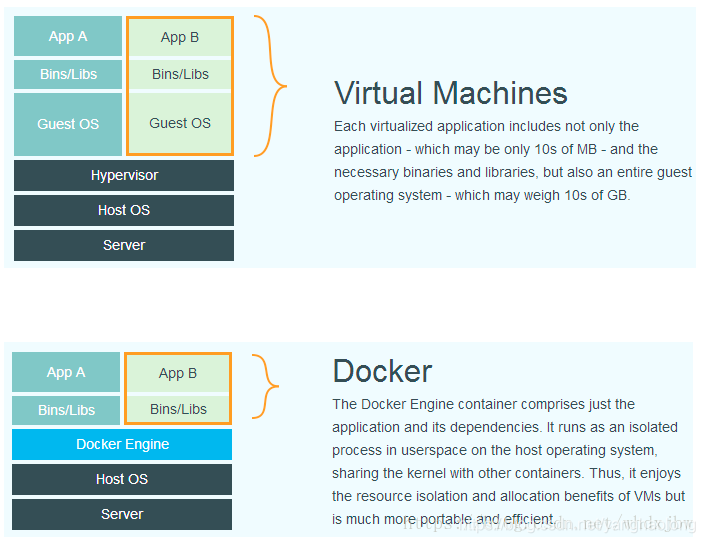 App A
App B
Bins/Libs
Bins/Libs
Guest OS
Guest OS
Hypervisor
Host OS
Server
Virtual Machines
Each virtualized application includes not only the
application - which may be only 10s of MB - and the
necessary binaries and libraries, but also an entire guest
operating system - which may weigh 10s of GB.
App A
App B
Bins/Libs
Bins/Libs
Docker Engine
Host OS
Server
Docker
The Docker Engine container comprises just the
application and its dependencies. It runs as an isolated
process in userspace on the host operating system,
sharing the kernel with other containers. Thus, it enjoys
the resource isolation and allocation benefits of VMs but
is much more portable and efficient.